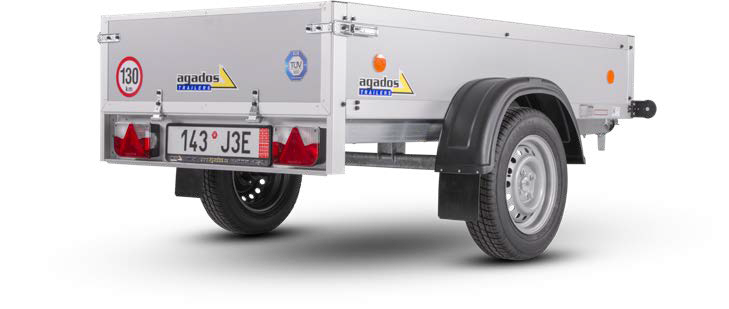 130
km
agados
TRAILERS
TÜV
agados
TRAILERS
143 J3E